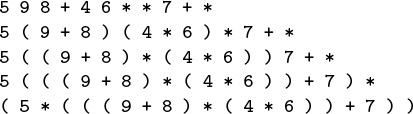 5 9 8 + 4 6 * * 7 + *
5 ( 9 + 8 ) ( 4 * 6 ) * 7 + *
5 ( ( 9 + 8 ) * ( 4 * 6 ) ) 7 + *
5 ( ( ( 9 + 8 ) * ( 4 * 6 ) ) + 7 ) *
( 5 * ( ( ( 9 + 8 ) * ( 4 * 6 ) ) + 7 ) )